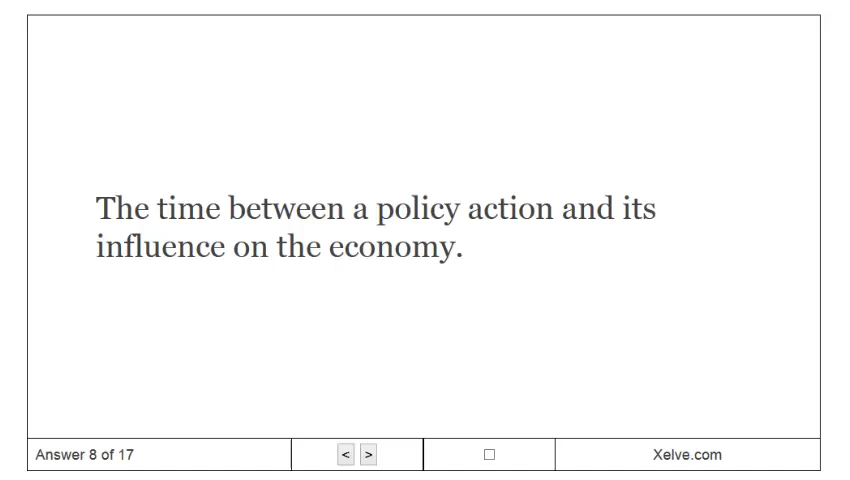 The time between a policy action and its
influence on the economy.
Answer 8 of 17
< >
Xelve.com